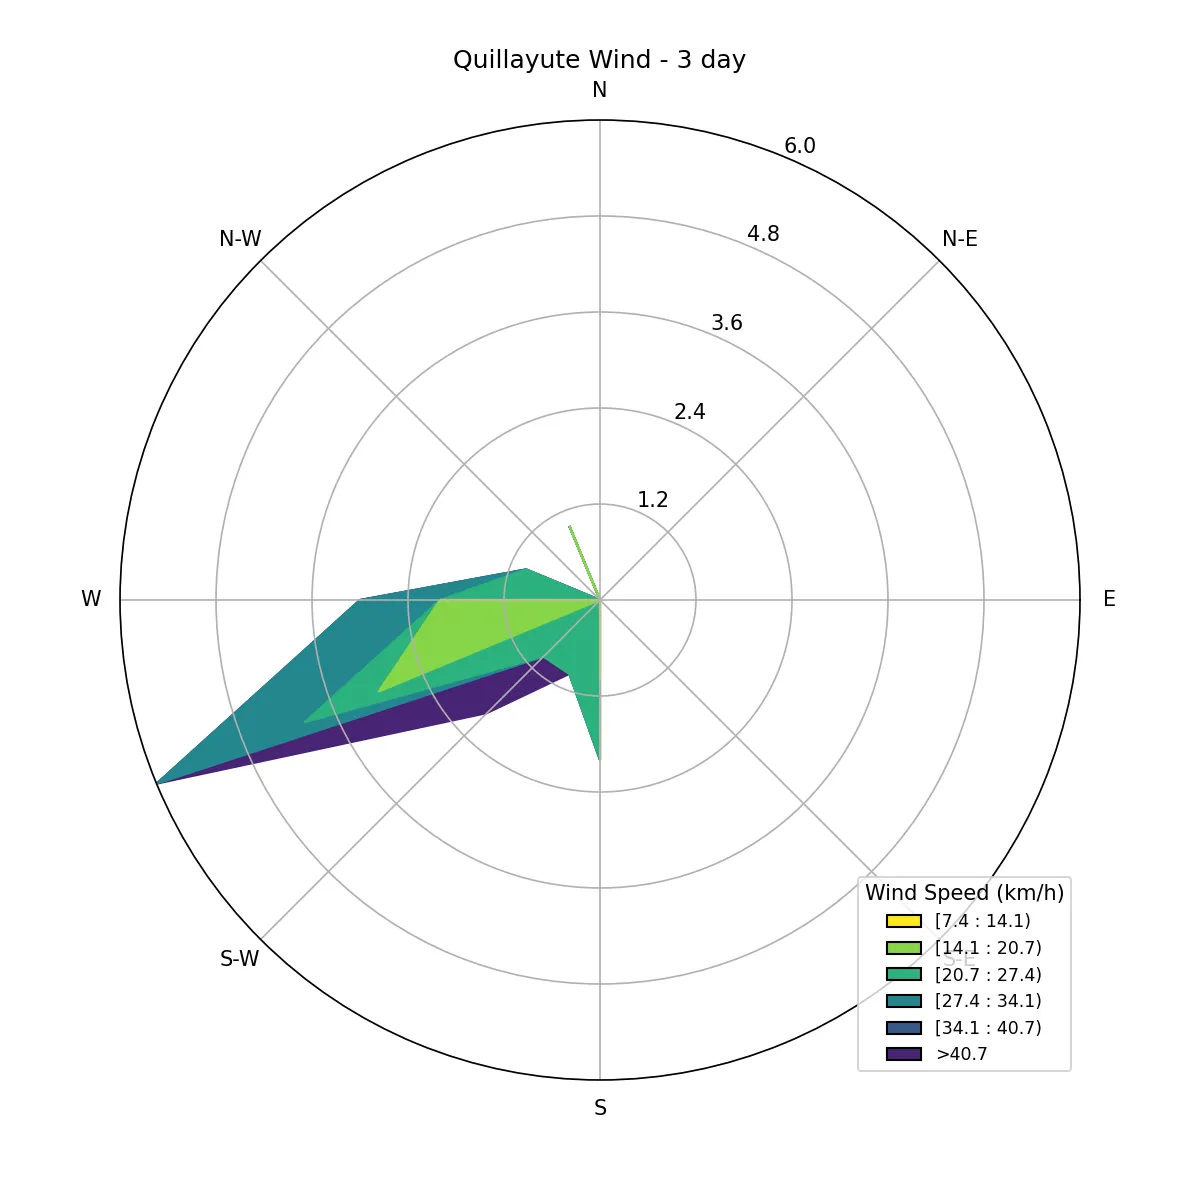 Quillayute Wind - 3 day
N
6.0
4.8
N-W
N-E
3.6
2.4
1.2
W
E
S-W
S-E
S
Wind Speed (km/h)
[7.4 : 14.1)
[14.1 : 20.7)
[20.7 : 27.4)
[27.4 : 34.1)
[34.1 : 40.7)
>40.7